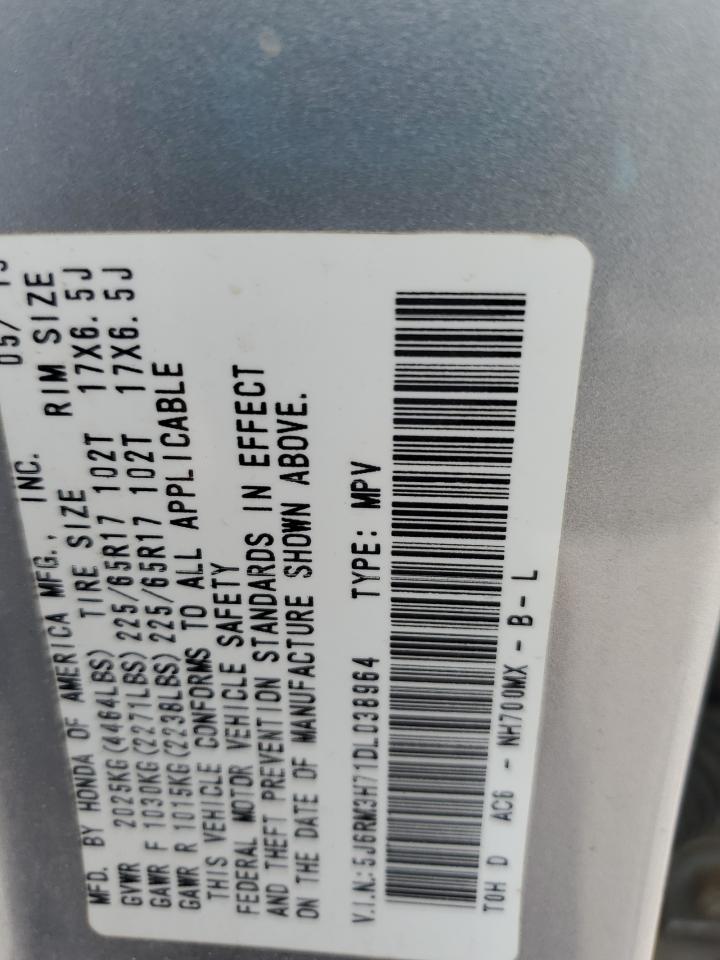 MFD. BY HONDA OF AMERICA MFG., INC. 05/
GVWR 2025KG (4464LBS) TIRE SIZE RIM SIZE
GAWR F 1030KG (2271LBS) 225/65R17 102T 17X6.5J
GAWR R 1015KG (2238LBS) 225/65R17 102T 17X6.5J
THIS VEHICLE CONFORMS TO ALL APPLICABLE
FEDERAL MOTOR VEHICLE SAFETY
AND THEFT PREVENTION STANDARDS IN EFFECT
ON THE DATE OF MANUFACTURE SHOWN ABOVE.
V.I.N.: 5J6RM3H71DL038964 TYPE: MPV
T0H D AC6 - NH700MX - B - L